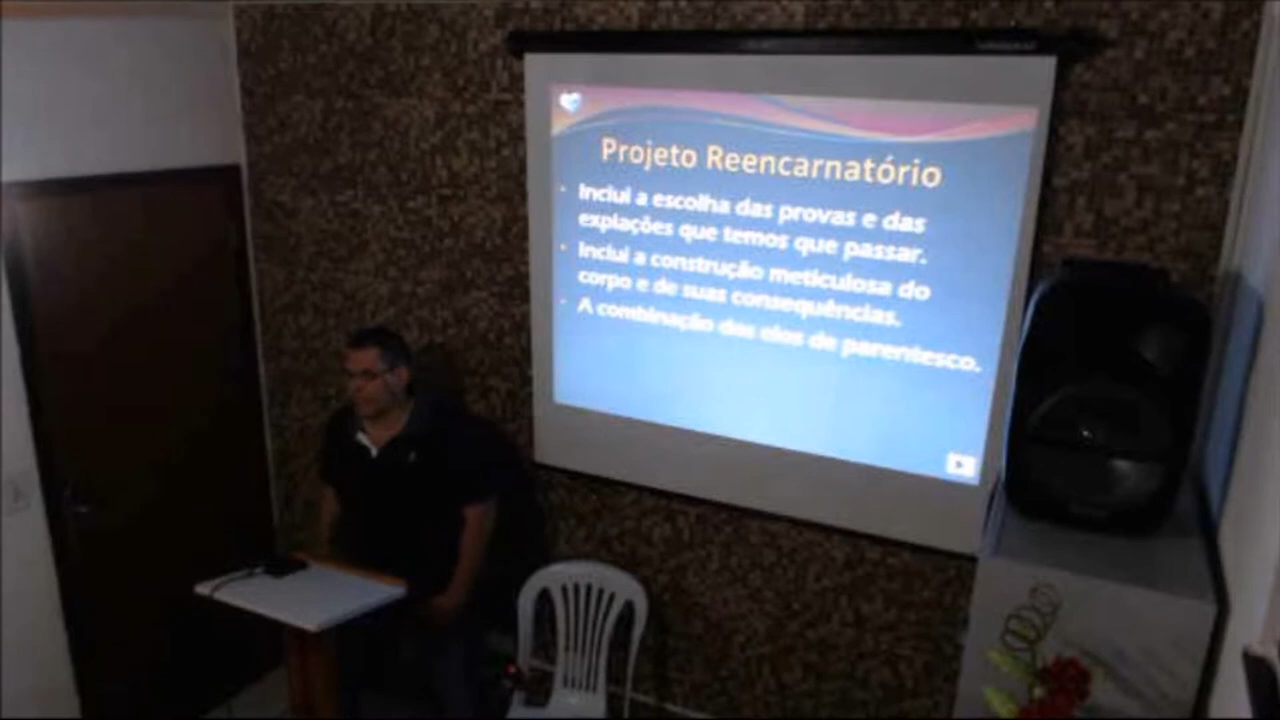 Projeto Reencarnatório
Inclui a escolha das provas e das
expiações que temos que passar.
Inclui a construção meticulosa do
corpo e de suas consequências.
A combinação dos elos de parentesco.